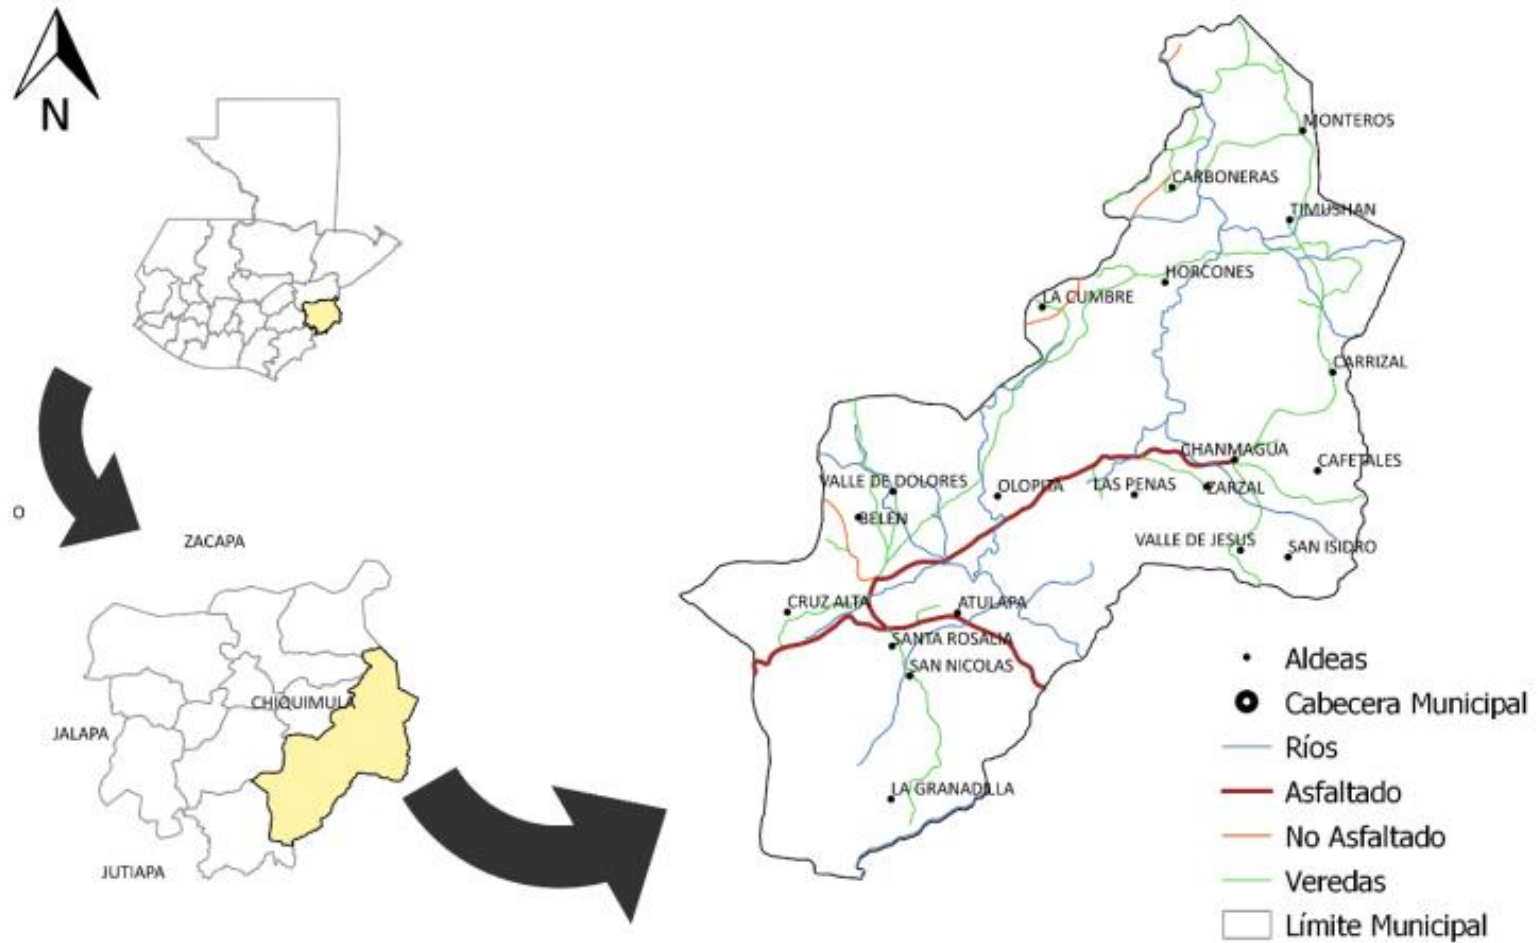 N
MONTEROS
CARBONERAS
TIMUSHAN
HORCONES
LA CUMBRE
CARRIZAL
CHANMAGUA
CAFETALES
VALLE DE DOLORES
OLOPITA
LAS PENAS
ZARZAL
BELEN
O
ZACAPA
VALLE DE JESUS
SAN ISIDRO
CRUZ ALTA
ATULAPA
SANTA ROSALIA
SAN NICOLAS
CHIQUIMULA
JALAPA
LA GRANADILLA
JUTIAPA
Aldeas
Cabecera Municipal
Ríos
Asfaltado
No Asfaltado
Veredas
Límite Municipal